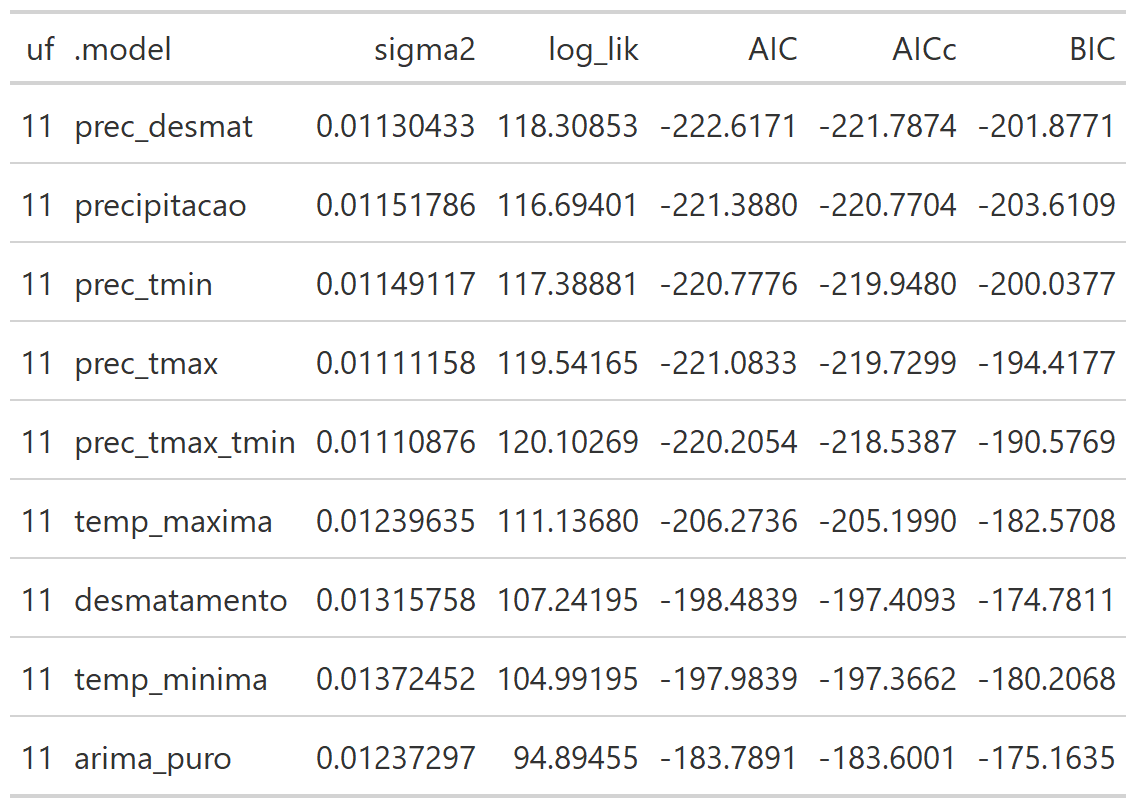 uf .model sigma2 log_lik AIC AICc BIC
11 prec_desmat 0.01130433 118.30853 -222.6171 -221.7874 -201.8771
11 precipitacao 0.01151786 116.69401 -221.3880 -220.7704 -203.6109
11 prec_tmin 0.01149117 117.38881 -220.7776 -219.9480 -200.0377
11 prec_tmax 0.01111158 119.54165 -221.0833 -219.7299 -194.4177
11 prec_tmax_tmin 0.01110876 120.10269 -220.2054 -218.5387 -190.5769
11 temp_maxima 0.01239635 111.13680 -206.2736 -205.1990 -182.5708
11 desmatamento 0.01315758 107.24195 -198.4839 -197.4093 -174.7811
11 temp_minima 0.01372452 104.99195 -197.9839 -197.3662 -180.2068
11 arima_puro 0.01237297 94.89455 -183.7891 -183.6001 -175.1635